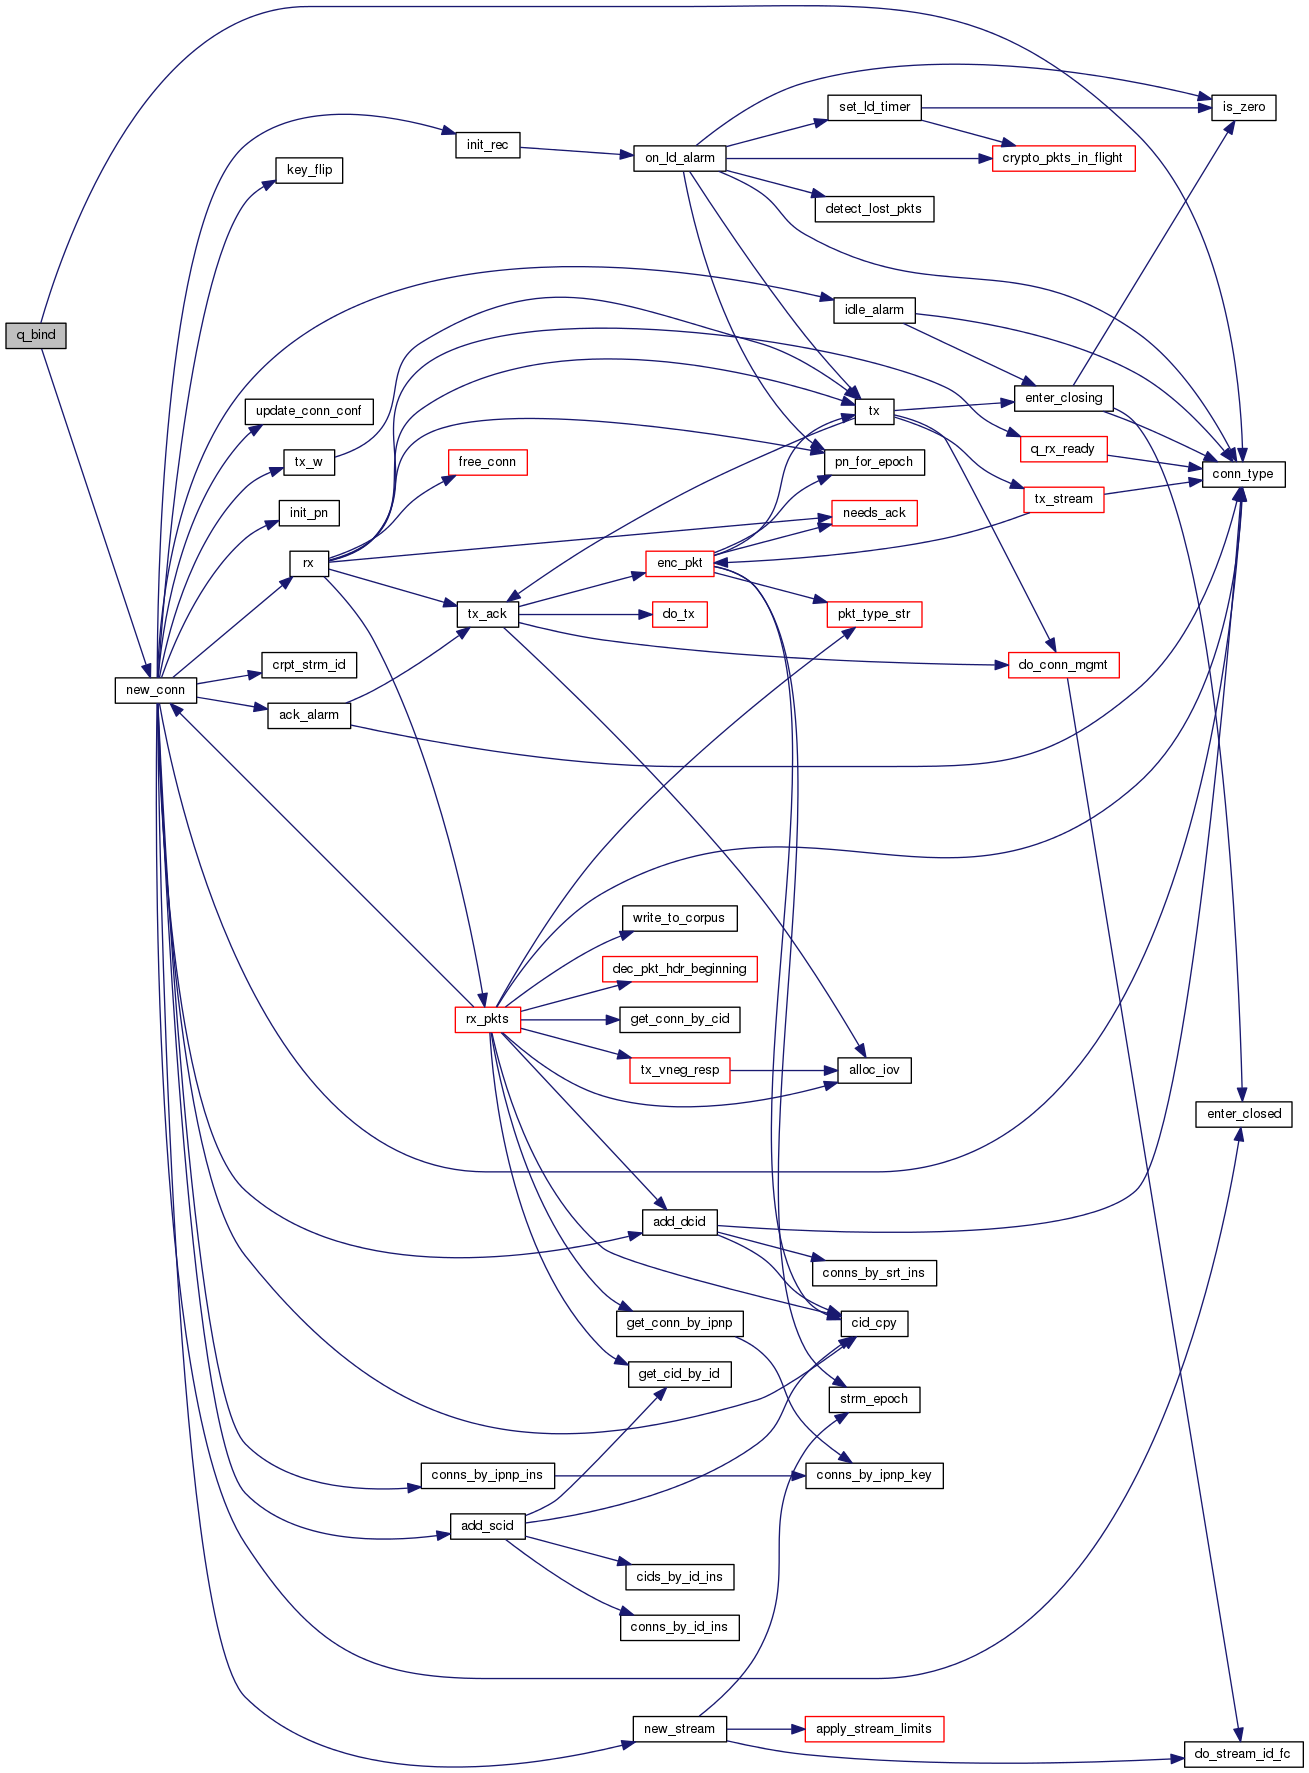 is_zero
set_ld_timer
init_rec
on_ld_alarm
crypto_pkts_in_flight
key_flip
detect_lost_pkts
idle_alarm
q_bind
enter_closing
update_conn_conf
tx
q_rx_ready
tx_w
free_conn
pn_for_epoch
conn_type
tx_stream
init_pn
needs_ack
rx
enc_pkt
tx_ack
do_tx
pkt_type_str
crpt_strm_id
do_conn_mgmt
new_conn
ack_alarm
write_to_corpus
dec_pkt_hdr_beginning
rx_pkts
get_conn_by_cid
tx_vneg_resp
alloc_iov
enter_closed
add_dcid
conns_by_srt_ins
get_conn_by_ipnp
cid_cpy
get_cid_by_id
strm_epoch
conns_by_ipnp_ins
conns_by_ipnp_key
add_scid
cids_by_id_ins
conns_by_id_ins
new_stream
apply_stream_limits
do_stream_id_fc